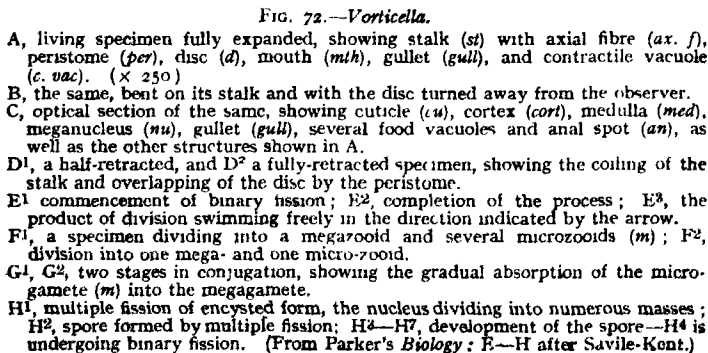 FIG. 72.—Vorticella.
A, living specimen fully expanded, showing stalk (st) with axial fibre (ax. f),
peristome (per), disc (d), mouth (mth), gullet (gull), and contractile vacuole
(c. vac). (× 250)
B, the same, bent on its stalk and with the disc turned away from the observer.
C, optical section of the same, showing cuticle (cu), cortex (cort), medulla (med),
meganucleus (nu), gullet (gull), several food vacuoles and anal spot (an), as
well as the other structures shown in A.
D¹, a half-retracted, and D² a fully-retracted specimen, showing the coiling of the
stalk and overlapping of the disc by the peristome.
E¹ commencement of binary fission; E², completion of the process; E³, the
product of division swimming freely in the direction indicated by the arrow.
F¹, a specimen dividing into a megazooid and several microzooids (m); F²,
division into one mega- and one micro-zooid.
G¹, G², two stages in conjugation, showing the gradual absorption of the micro-
gamete (m) into the megagamete.
H¹, multiple fission of encysted form, the nucleus dividing into numerous masses;
H², spore formed by multiple fission; H³—H⁷, development of the spore—H⁴ is
undergoing binary fission. (From Parker's Biology: E—H after Savile-Kent.)